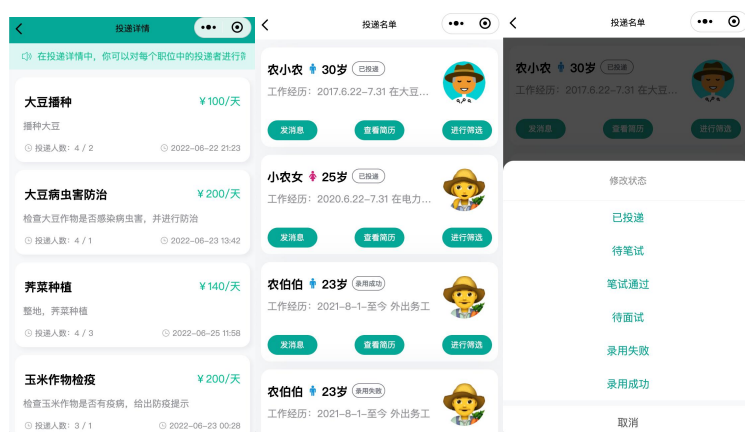 投递详情
在投递详情中，你可以对每个职位中的投递者进行
大豆播种
¥100/天
播种大豆
投递人数：4 / 2
2022-06-22 21:23
大豆病虫害防治
¥200/天
检查大豆作物是否感染病虫害，并进行防治
投递人数：4 / 1
2022-06-23 13:42
荠菜种植
¥140/天
整地，荠菜种植
投递人数：4 / 3
2022-06-25 11:58
玉米作物检疫
¥200/天
检查玉米是否有疫病，给出防疫提示
投递人数：3 / 1
2022-06-23 00:28
投递名单
农小农 30岁 已投递
工作经历：2017.6.22-7.31 在大豆...
发消息 查看简历 进行筛选
小农女 25岁 已投递
工作经历：2020.6.22-7.31 在电力...
发消息 查看简历 进行筛选
农伯伯 23岁 录用成功
工作经历：2021-8-1-至今 外出务工
发消息 查看简历 进行筛选
农伯伯 23岁 录用失败
工作经历：2021-8-1-至今 外出务工
投递名单
农小农 30岁 已投递
工作经历：2017.6.22-7.31 在大豆...
发消息 查看简历 进行筛选
修改状态
已投递
待笔试
笔试通过
待面试
录用失败
录用成功
取消